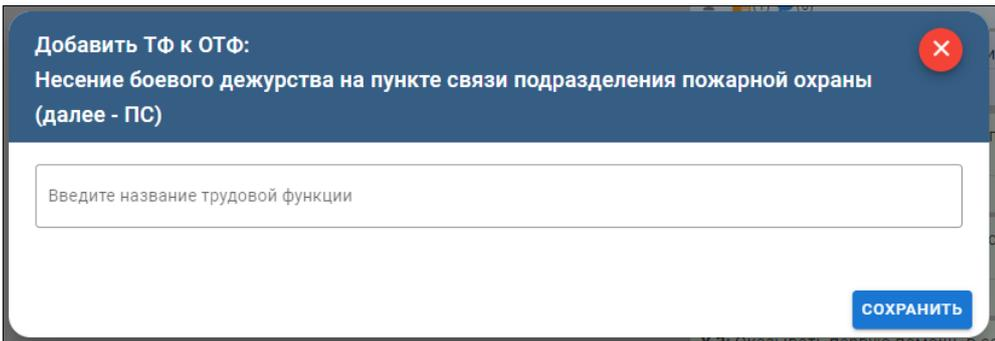 Добавить ТФ к ОТФ:
Несение боевого дежурства на пункте связи подразделения пожарной охраны
(далее - ПС)
Введите название трудовой функции
СОХРАНИТЬ